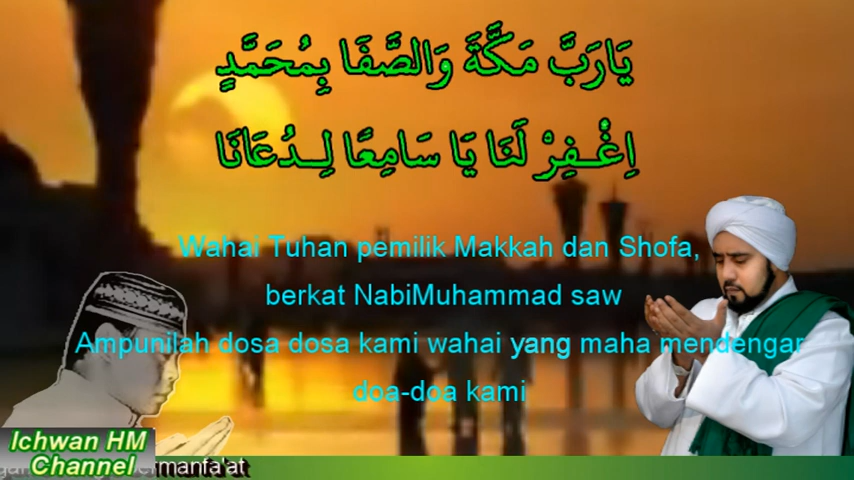 يَارَبَّ مَكَّةَ وَالصَّفَا بِمُحَمَّدٍ
اِغْفِرْ لَنَا يَا سَامِعًا لِدُعَانَا
Wahai Tuhan pemilik Makkah dan Shofa,
berkat NabiMuhammad saw
Ampunilah dosa dosa kami wahai yang maha mendengar
doa-doa kami
Ichwan HM
Channel
manfa'at